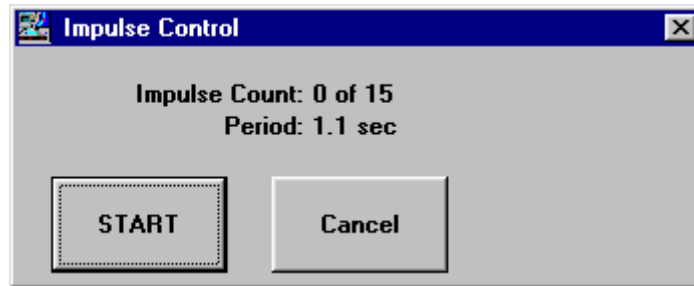 Impulse Control
Impulse Count: 0 of 15
Period: 1.1 sec
START
Cancel